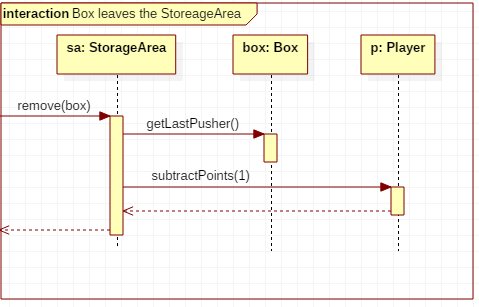 interaction Box leaves the StoreageArea
sa: StorageArea
box: Box
p: Player
remove(box)
getLastPusher()
subtractPoints(1)